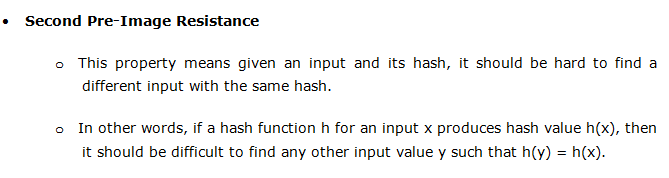 • Second Pre-Image Resistance
o This property means given an input and its hash, it should be hard to find a
different input with the same hash.
o In other words, if a hash function h for an input x produces hash value h(x), then
it should be difficult to find any other input value y such that h(y) = h(x).